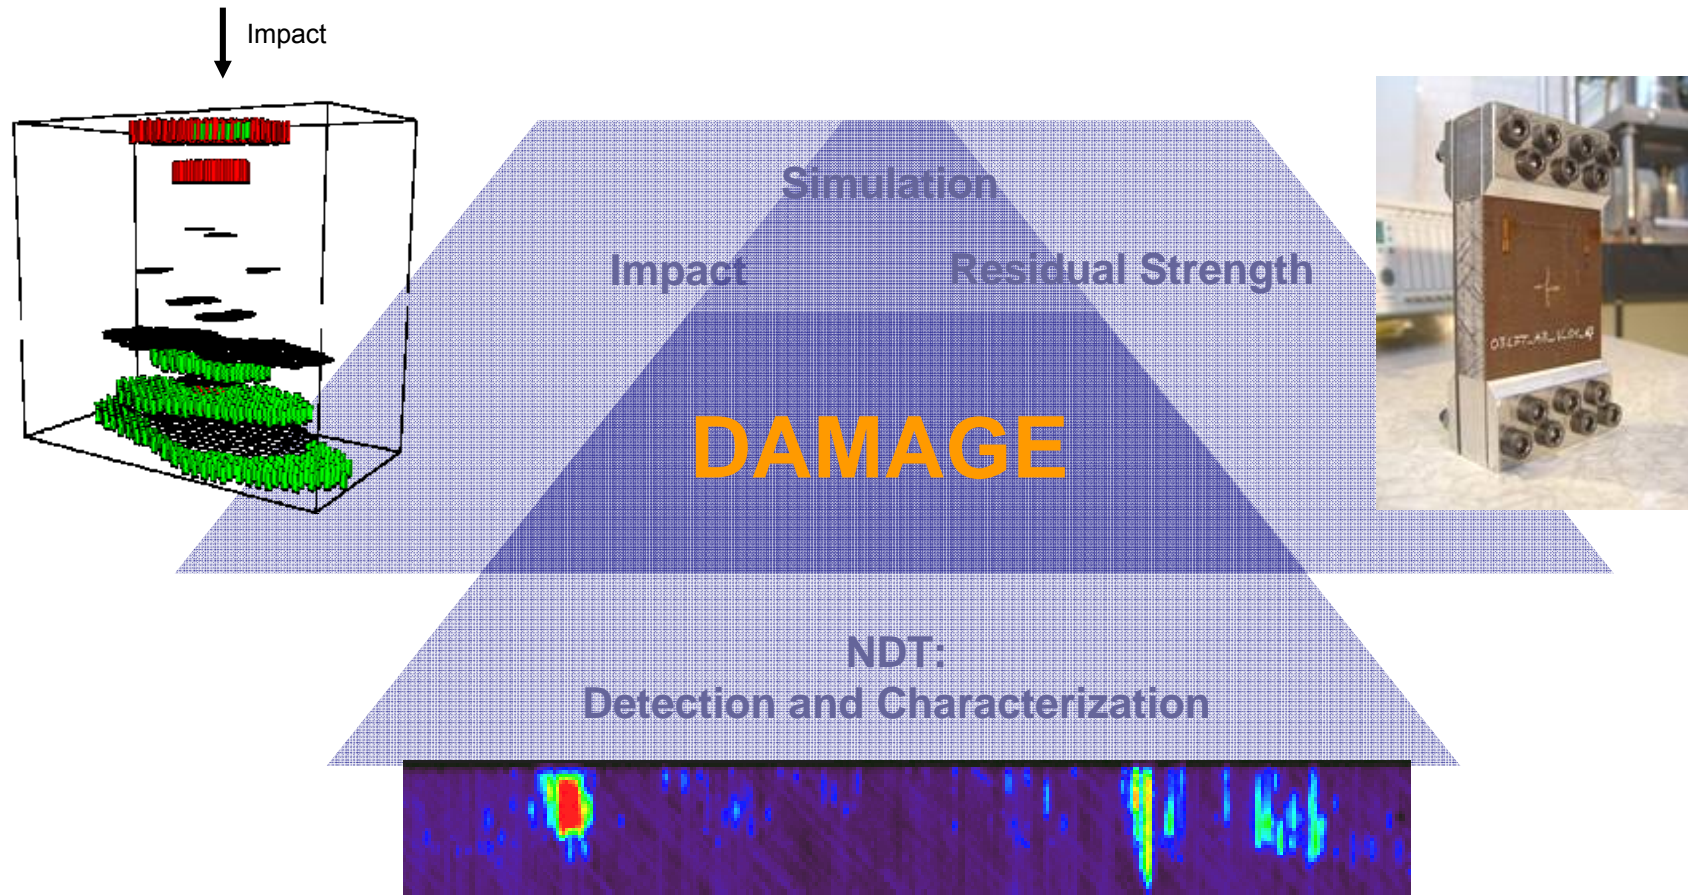 Impact
Simulation
Impact
Residual Strength
DAMAGE
NDT:
Detection and Characterization